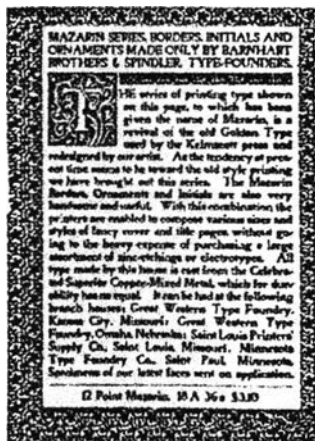 MAZARIN SERIES, BORDERS, INITIALS AND
ORNAMENTS MADE ONLY BY BARNHART
BROTHERS & SPINDLER, TYPE-FOUNDERS.
THE series of printing type shown
on this page, to which has been
given the name of Mazarin, is a
revival of the old Golden Type
used by the Kelmscott press and
redesigned by our artist. As the tendency at pres-
ent time seems to be toward the old style printing
we have brought out this series. The Mazarin
Borders, Ornaments and Initials are also very
handsome and useful. With this combination the
printers are enabled to compose various sizes and
styles of fancy cover and title pages, without go-
ing to the heavy expense of purchasing a large
assortment of zinc-etchings or electrotypes. All
type made by this house is cast from the Celebra-
ted Superior Copper-Mixed Metal, which for dur-
ability has no equal. It can be had at the following
branch houses: Great Western Type Foundry,
Kansas City, Missouri; Great Western Type
Foundry, Omaha, Nebraska; Saint Louis Printers'
Supply Co., Saint Louis, Missouri; Minnesota
Type Foundry Co., Saint Paul, Minnesota.
Specimens of our latest faces sent on application.
12 Point Mazarin. 18 A 36 a $3.10